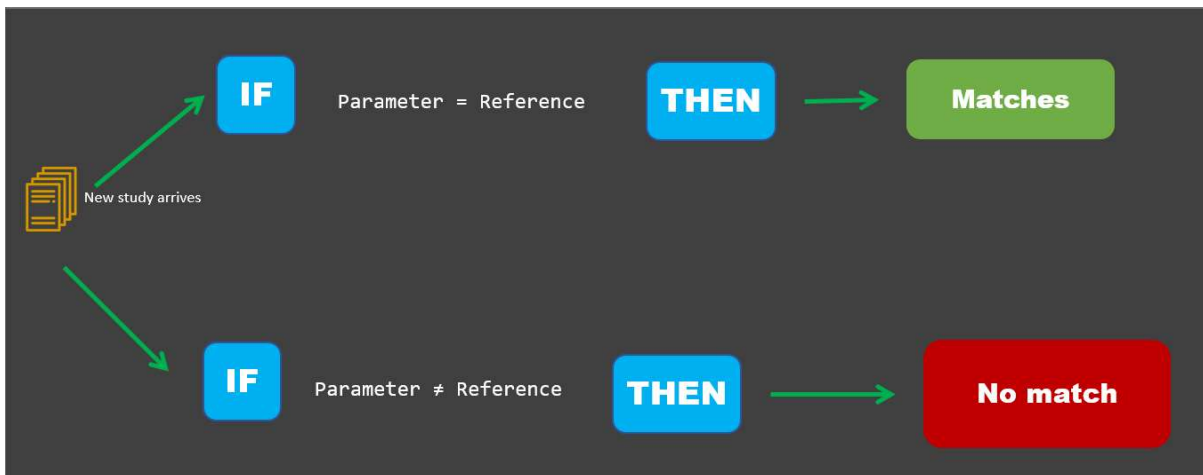 IF
Parameter = Reference
THEN
Matches
New study arrives
IF
Parameter ≠ Reference
THEN
No match